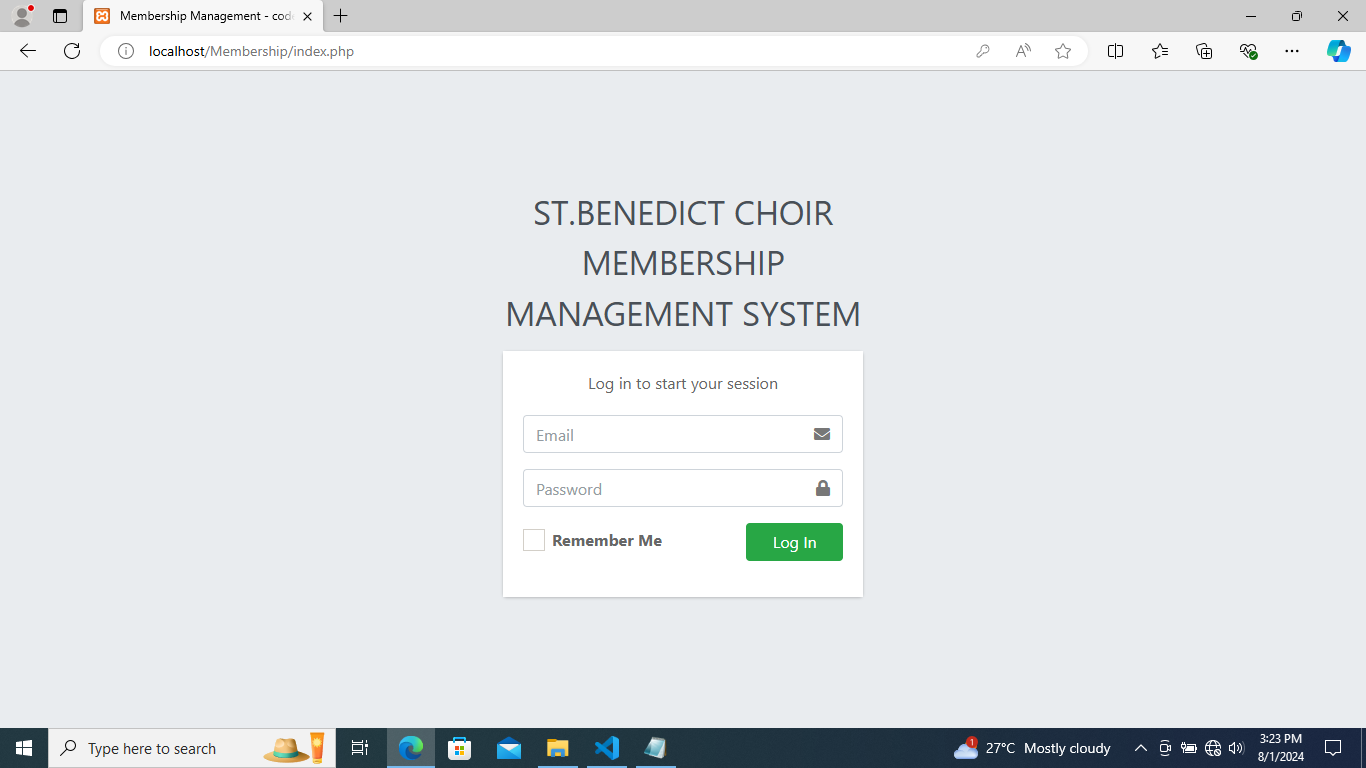 Membership Management - code
localhost/Membership/index.php
ST.BENEDICT CHOIR
MEMBERSHIP
MANAGEMENT SYSTEM
Log in to start your session
Email
Password
Remember Me
Log In
Type here to search
1
27°C Mostly cloudy
3:23 PM
8/1/2024